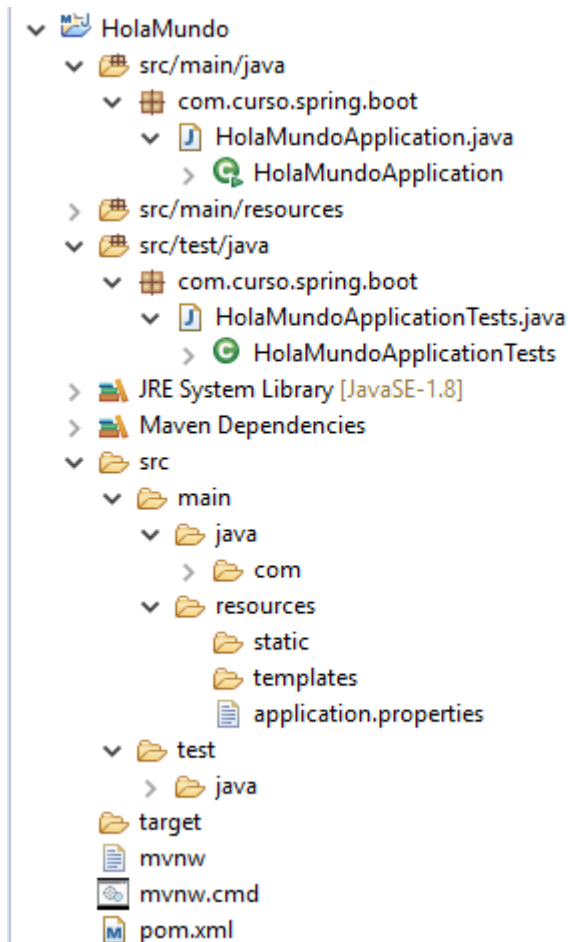 HolaMundo
src/main/java
com.curso.spring.boot
HolaMundoApplication.java
HolaMundoApplication
src/main/resources
src/test/java
com.curso.spring.boot
HolaMundoApplicationTests.java
HolaMundoApplicationTests
JRE System Library [JavaSE-1.8]
Maven Dependencies
src
main
java
com
resources
static
templates
application.properties
test
java
target
mvnw
mvnw.cmd
pom.xml